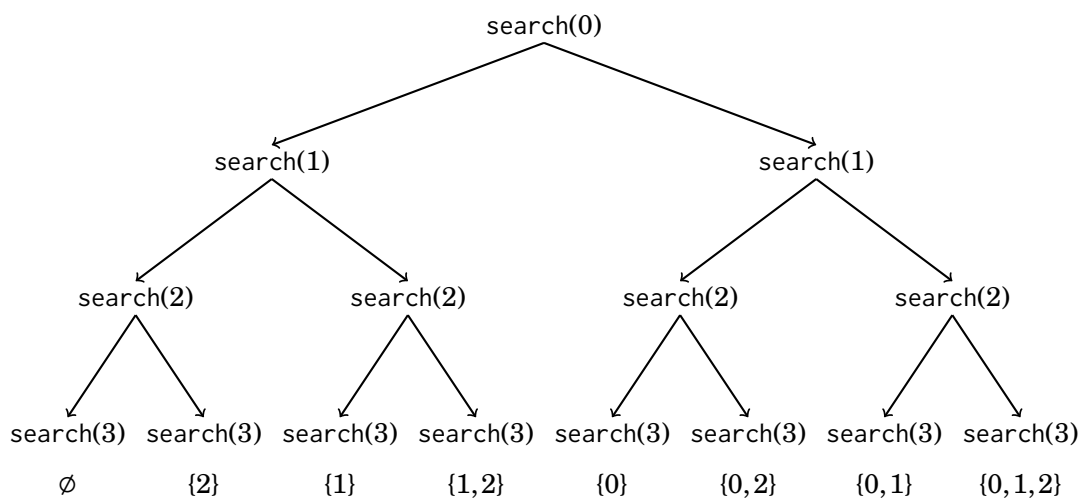 search(0)
search(1) search(1)
search(2) search(2) search(2) search(2)
search(3) search(3) search(3) search(3) search(3) search(3) search(3) search(3)
∅ {2} {1} {1,2} {0} {0,2} {0,1} {0,1,2}